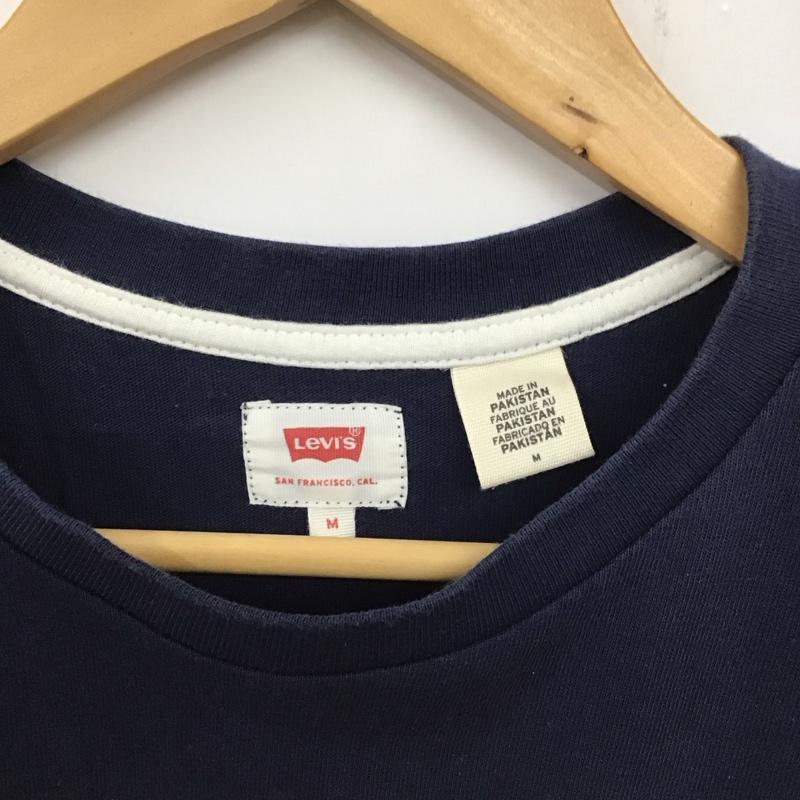 LEVI'S®
SAN FRANCISCO, CAL.
M
MADE IN
PAKISTAN
FABRIQUE AU
PAKISTAN
FABRICADO EN
PAKISTAN
M